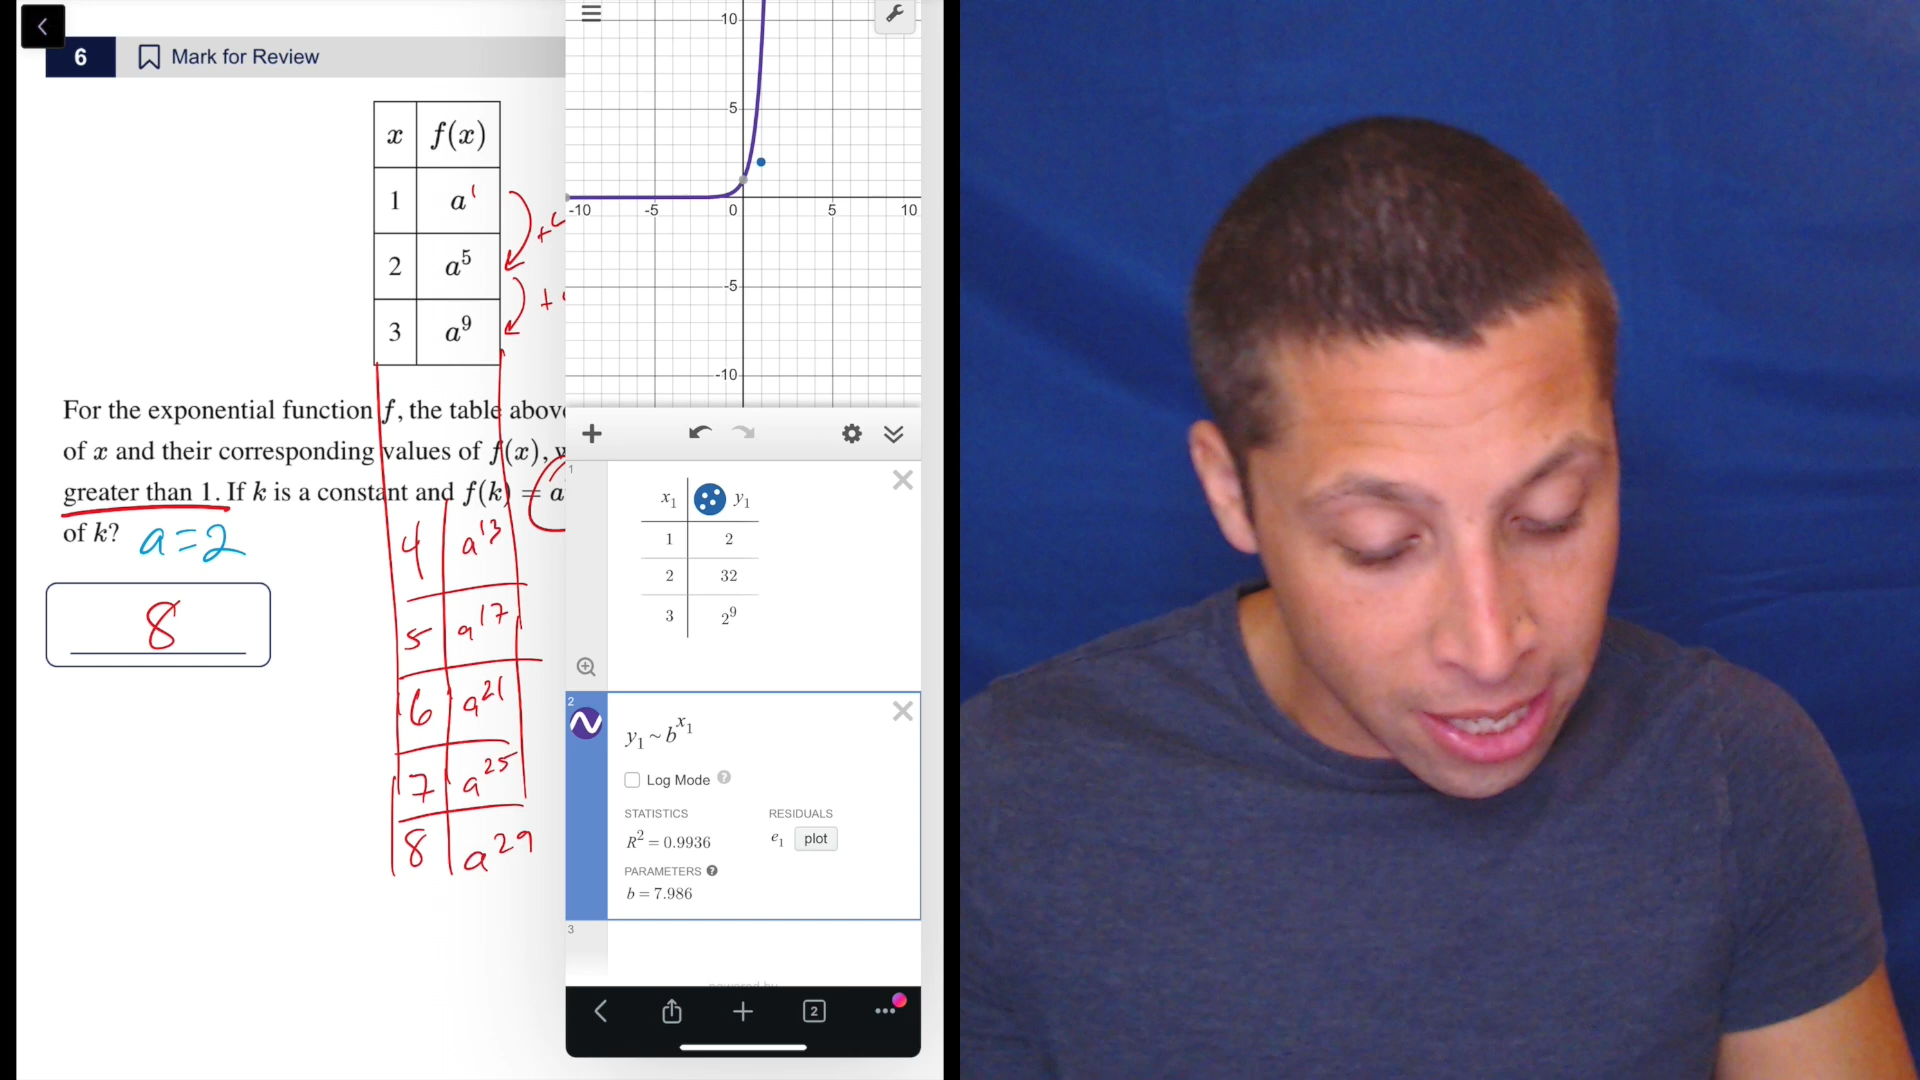 6 Mark for Review
x f(x)
1 a¹
2 a⁵
3 a⁹
For the exponential function f, the table above
of x and their corresponding values of f(x),
greater than 1. If k is a constant and f(k) = a
of k? a=2
8
4 a¹³
5 a¹⁷
6 a²¹
7 a²⁵
8 a²⁹
10
5
-10 -5 0 5 10
-5
-10
1
x₁ y₁
1 2
2 32
3 2⁹
2
y₁ ~ b^x₁
Log Mode ?
STATISTICS RESIDUALS
R² = 0.9936 e₁ plot
PARAMETERS ?
b = 7.986
3
2